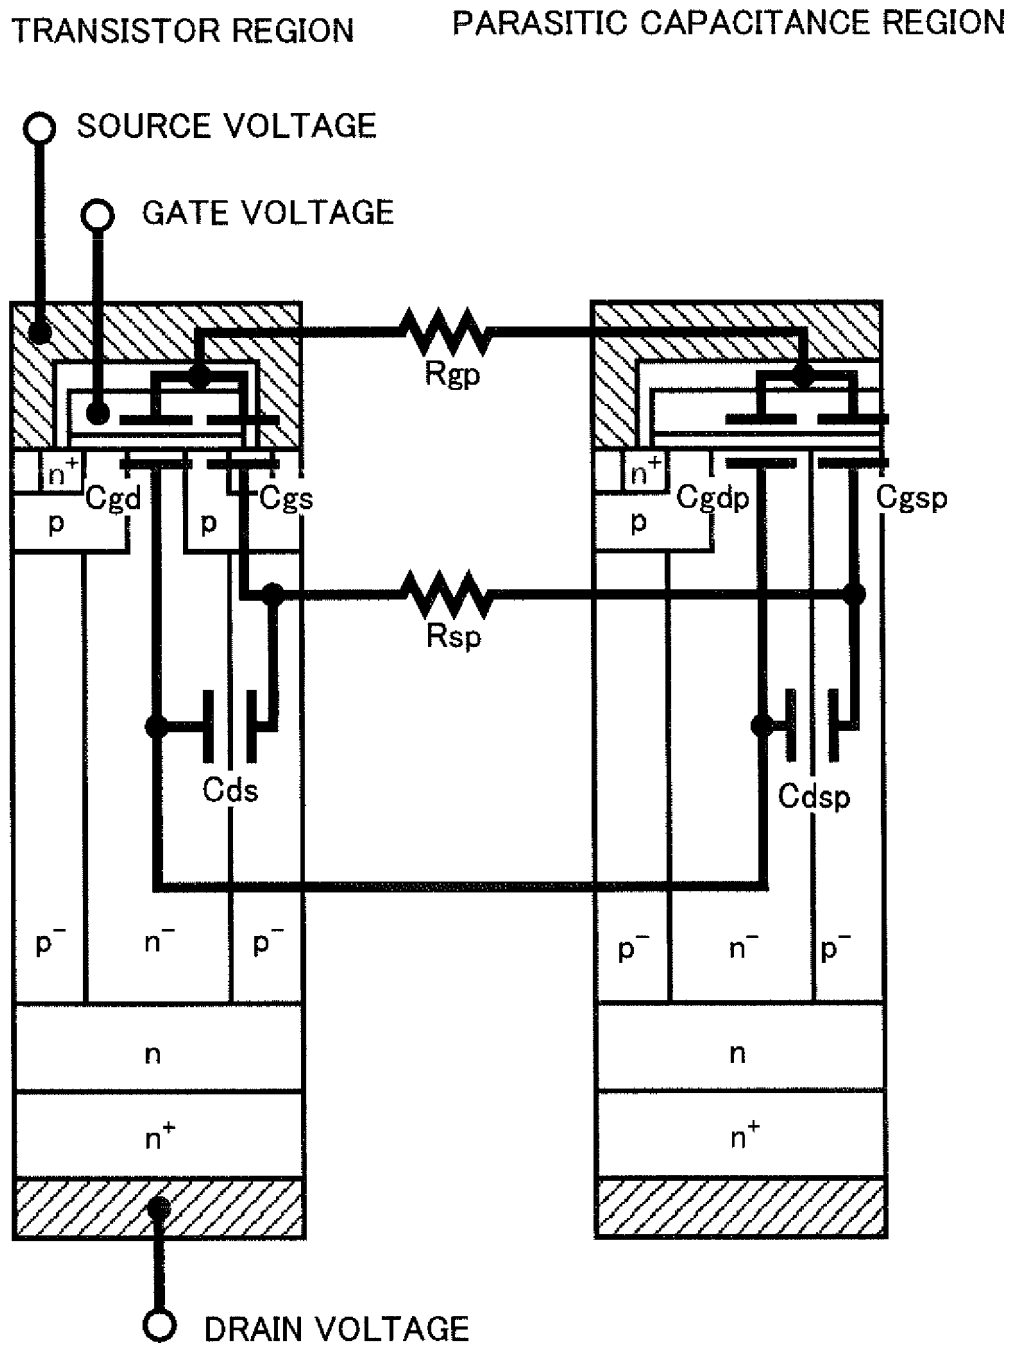 TRANSISTOR REGION
PARASITIC CAPACITANCE REGION
SOURCE VOLTAGE
GATE VOLTAGE
Rgp
n+
Cgd
Cgs
n+
Cgdp
Cgsp
p
p
p
Rsp
Cds
Cdsp
p−
n−
p−
p−
n−
p−
n
n
n+
n+
DRAIN VOLTAGE